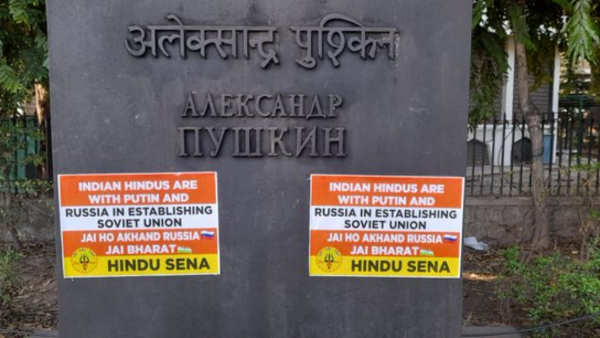 अलेक्सान्द्र पुश्किन
АЛЕКСАНДР
ПУШКИН
INDIAN HINDUS ARE
WITH PUTIN AND
RUSSIA IN ESTABLISHING
SOVIET UNION
JAI HO AKHAND RUSSIA
JAI BHARAT
HINDU SENA
INDIAN HINDUS ARE
WITH PUTIN AND
RUSSIA IN ESTABLISHING
SOVIET UNION
JAI HO AKHAND RUSSIA
JAI BHARAT
HINDU SENA